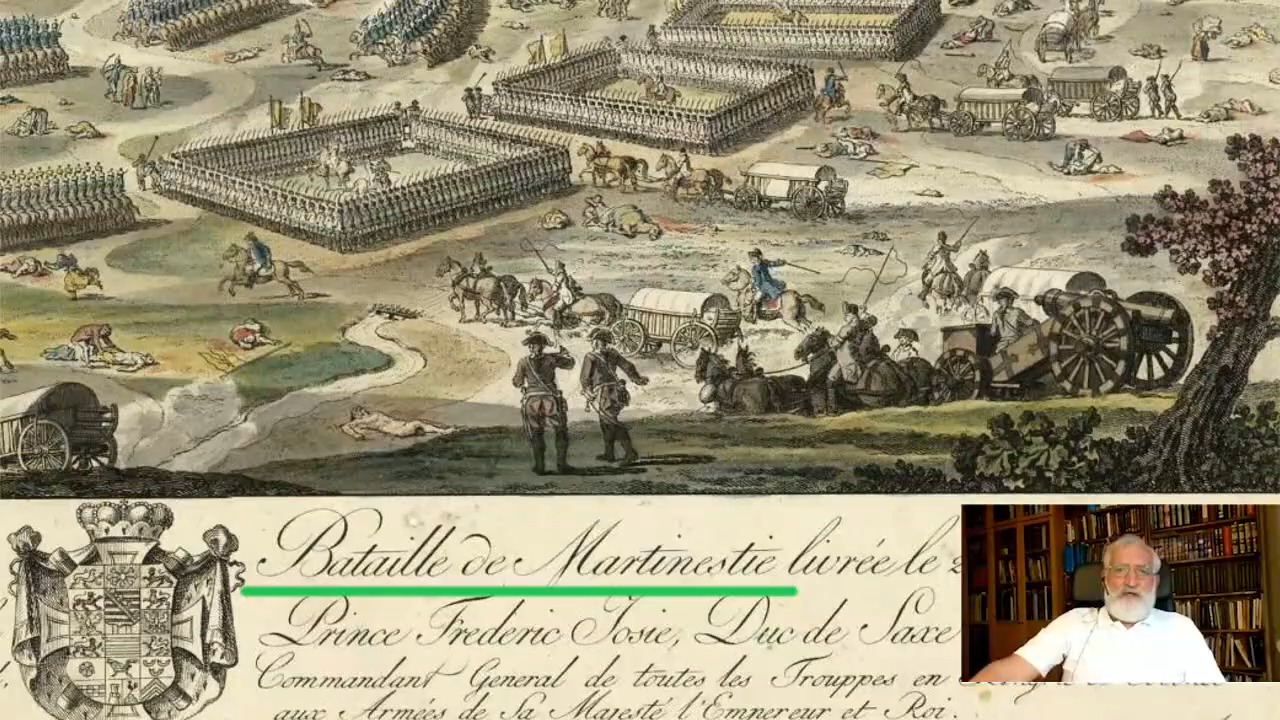 Bataille de Martinestie livrée le
Prince Frederic Josie, Duc de Saxe
Commandant General de toutes les Trouppes en
aux Armées de Sa Majesté l'Empereur et Roi.